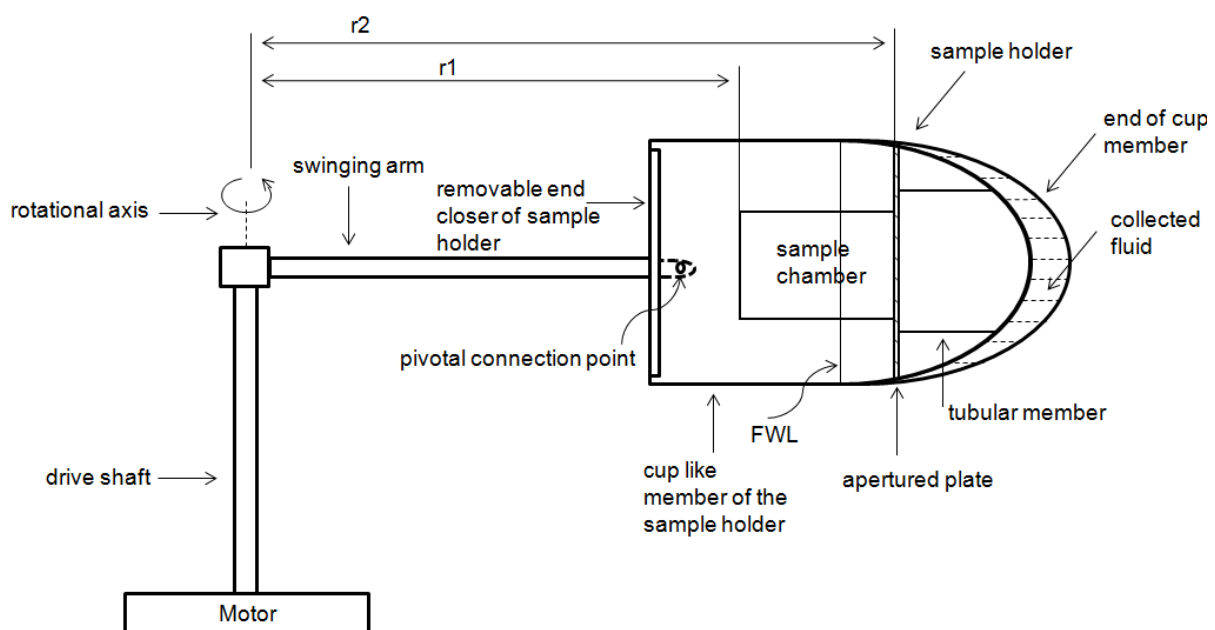 r2
r1
sample holder
end of cup
member
swinging arm
removable end
closer of sample
holder
rotational axis
collected
fluid
sample
chamber
pivotal connection point
tubular member
FWL
drive shaft
cup like
member of the
sample holder
apertured plate
Motor